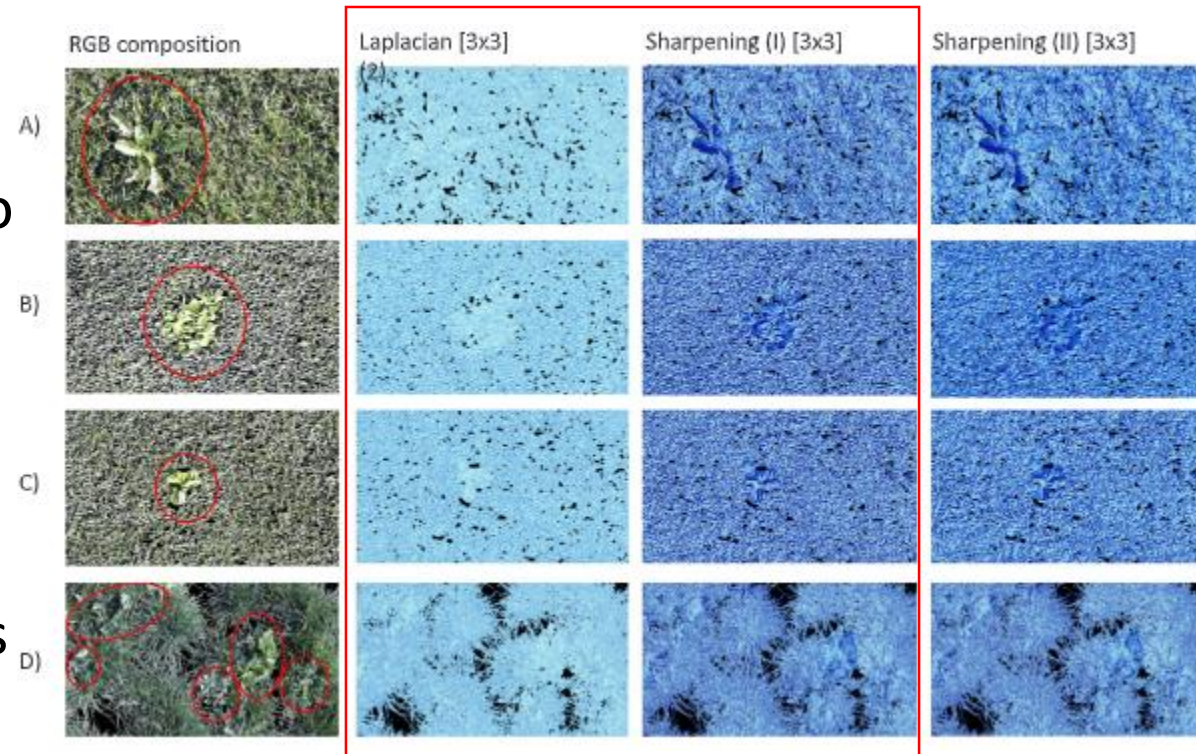 RGB composition
Laplacian [3x3]
(2)
Sharpening (I) [3x3]
Sharpening (II) [3x3]
A)
B)
C)
s
D)